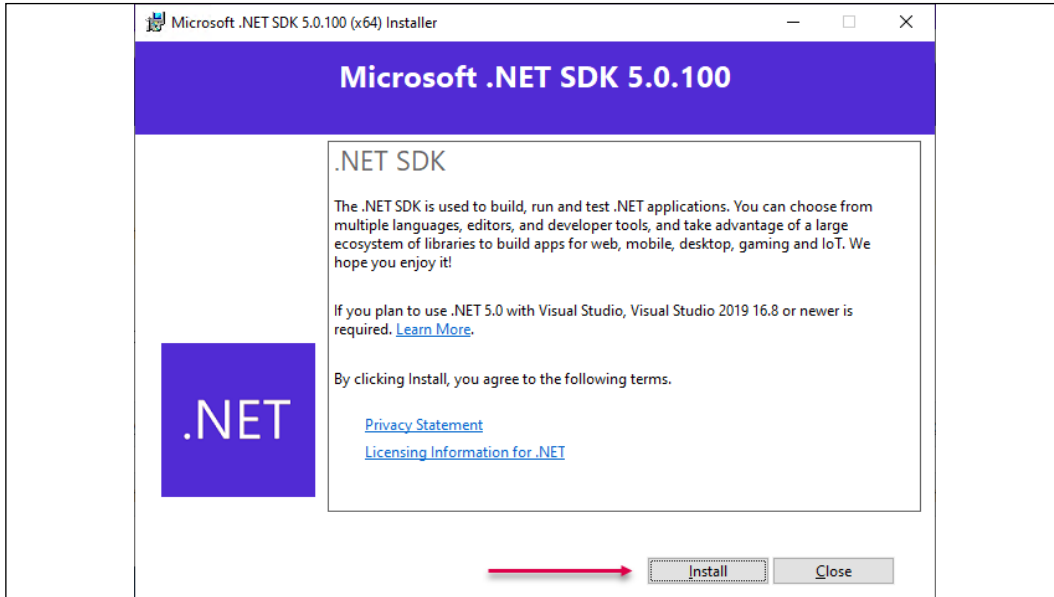 Microsoft .NET SDK 5.0.100 (x64) Installer
Microsoft .NET SDK 5.0.100
.NET SDK
The .NET SDK is used to build, run and test .NET applications. You can choose from
multiple languages, editors, and developer tools, and take advantage of a large
ecosystem of libraries to build apps for web, mobile, desktop, gaming and IoT. We
hope you enjoy it!
If you plan to use .NET 5.0 with Visual Studio, Visual Studio 2019 16.8 or newer is
required. Learn More.
By clicking Install, you agree to the following terms.
.NET
Privacy Statement
Licensing Information for .NET
Install
Close